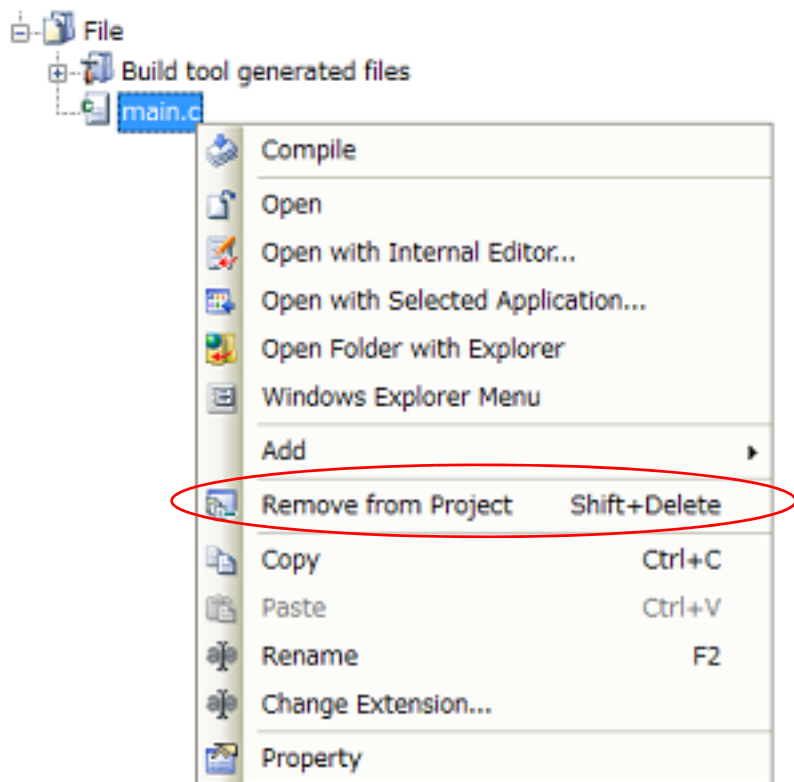 File
Build tool generated files
main.c
Compile
Open
Open with Internal Editor...
Open with Selected Application...
Open Folder with Explorer
Windows Explorer Menu
Add
Remove from Project Shift+Delete
Copy Ctrl+C
Paste Ctrl+V
Rename F2
Change Extension...
Property